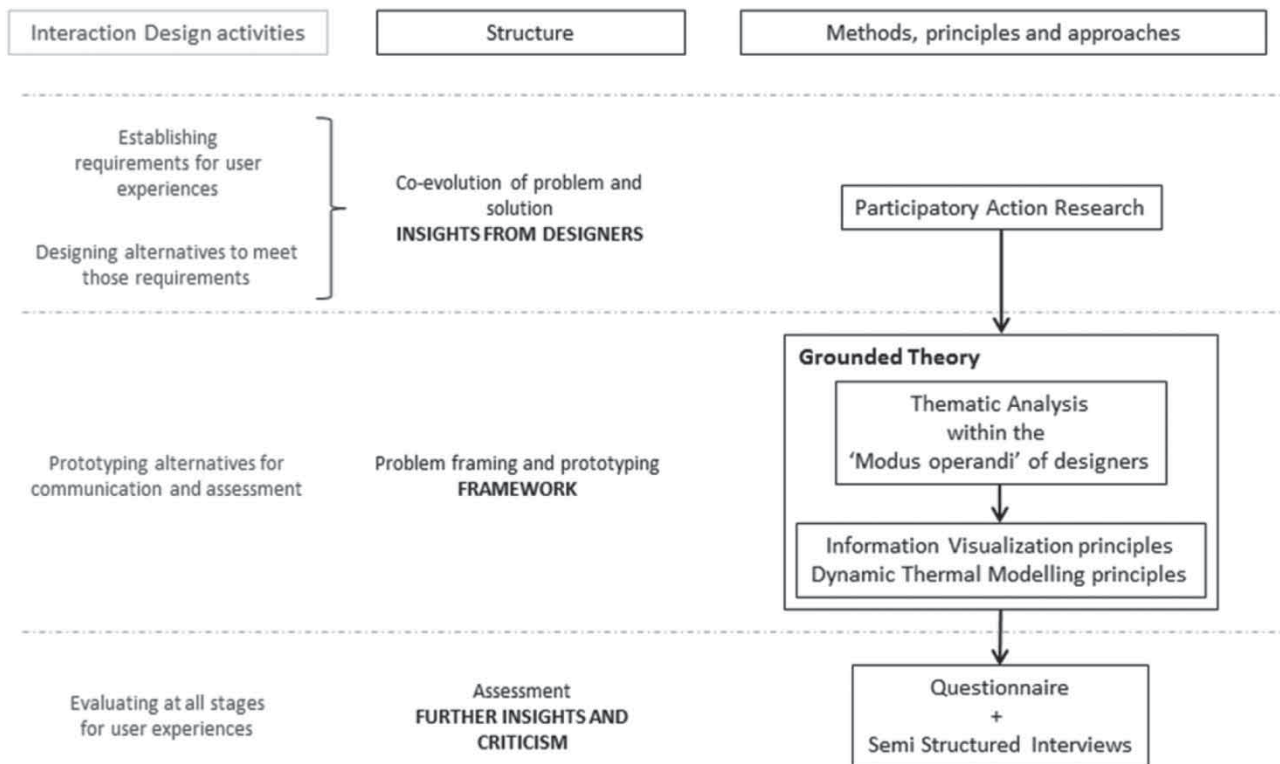 Interaction Design activities
Structure
Methods, principles and approaches
Establishing
requirements for user
experiences
Designing alternatives to meet
those requirements
Co-evolution of problem and
solution
INSIGHTS FROM DESIGNERS
Participatory Action Research
Prototyping alternatives for
communication and assessment
Problem framing and prototyping
FRAMEWORK
Grounded Theory
Thematic Analysis
within the
‘Modus operandi’ of designers
Information Visualization principles
Dynamic Thermal Modelling principles
Evaluating at all stages
for user experiences
Assessment
FURTHER INSIGHTS AND
CRITICISM
Questionnaire
+
Semi Structured Interviews